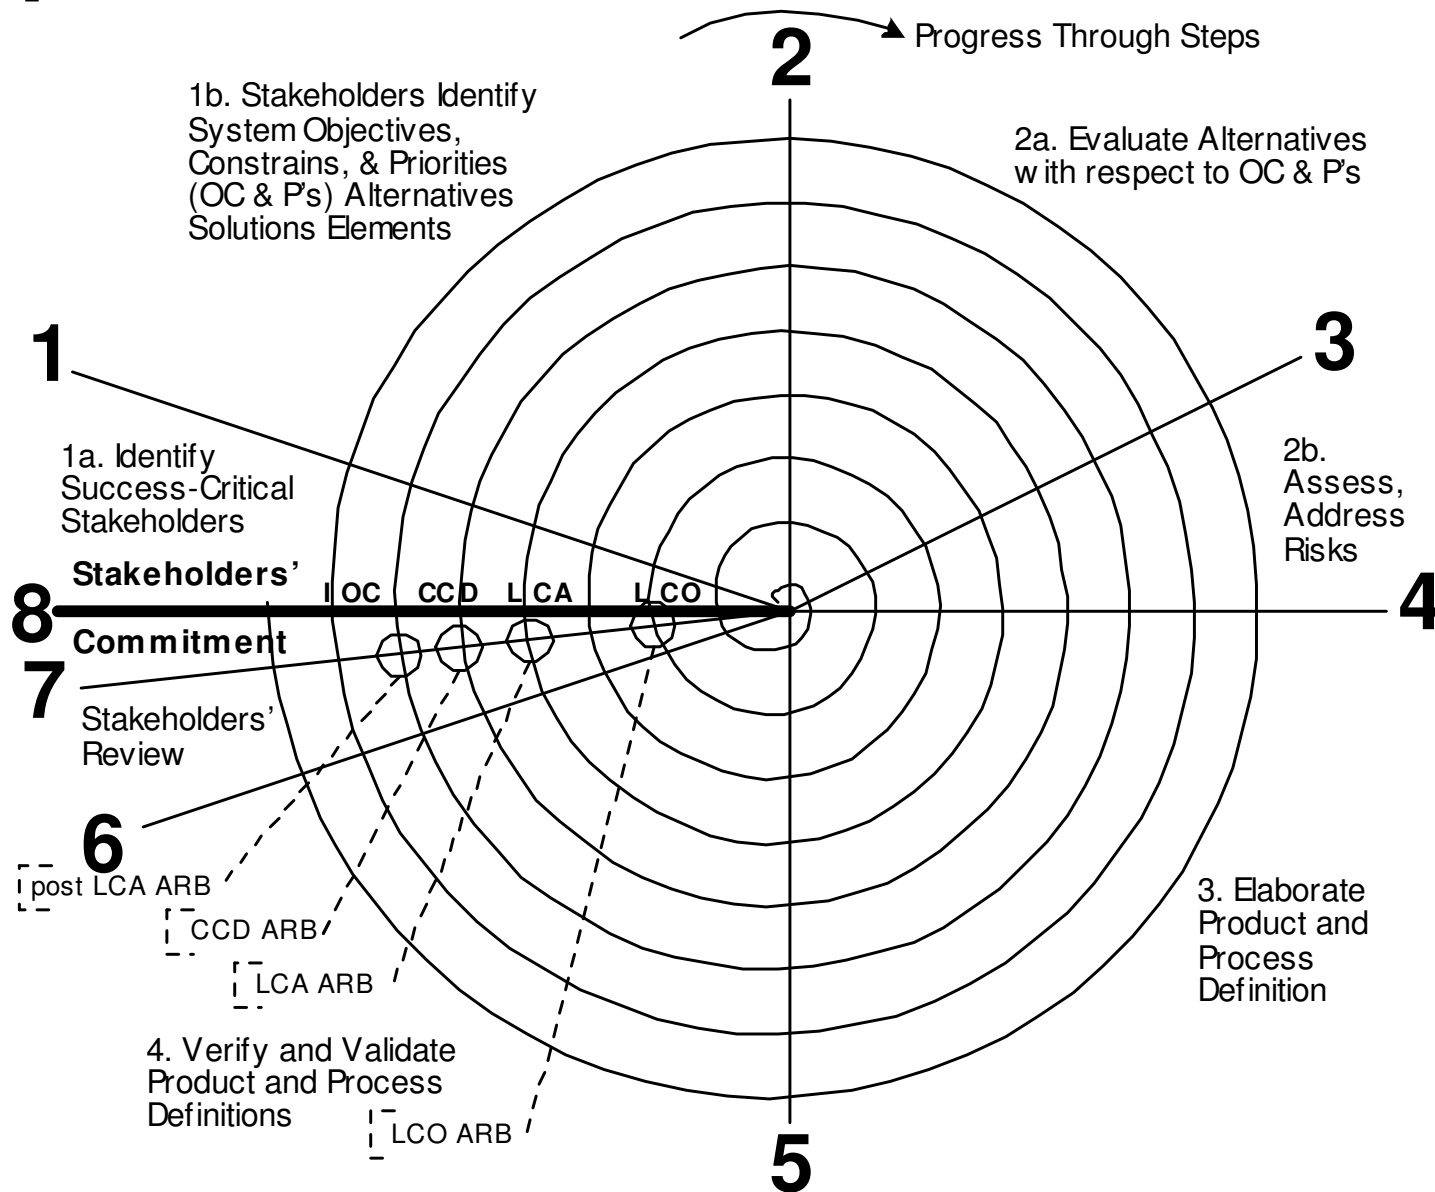 Progress Through Steps
2
1b. Stakeholders Identify
System Objectives,
Constrains, & Priorities
(OC & P's) Alternatives
Solutions Elements
2a. Evaluate Alternatives
with respect to OC & P's
1
3
1a. Identify
Success-Critical
Stakeholders
2b.
Assess,
Address
Risks
Stakeholders'
IOC CCD LCA LCO
8
4
Commitment
7
Stakeholders'
Review
6
post LCA ARB
CCD ARB
LCA ARB
3. Elaborate
Product and
Process
Definition
4. Verify and Validate
Product and Process
Definitions
LCO ARB
5